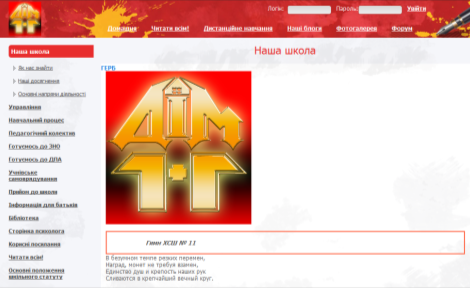 Логін: Пароль: Увійти
Довідка Читати всім! Дистанційне навчання Наші блоги Фотогалерея Форум
Наша школа
Наша школа
Як нас знайти
Наші досягнення
Основні напрями діяльності
Управління
Навчальний процес
Педагогічний колектив
Готуємось до ЗНО
Готуємось до ДПА
Учнівське
самоврядування
Прийом до школи
Інформація для батьків
Бібліотека
Сторінка психолога
Корисні посилання
Читати всім!
Основні положення
шкільного статуту
ГЕРБ
ДІМ
Т·Г
Гімн ХСШ № 11
В безумном темпе резких перемен,
Наград, монет не требуя взамен,
Единство душ и крепость наших рук
Сливаются в крепчайший вечный круг,